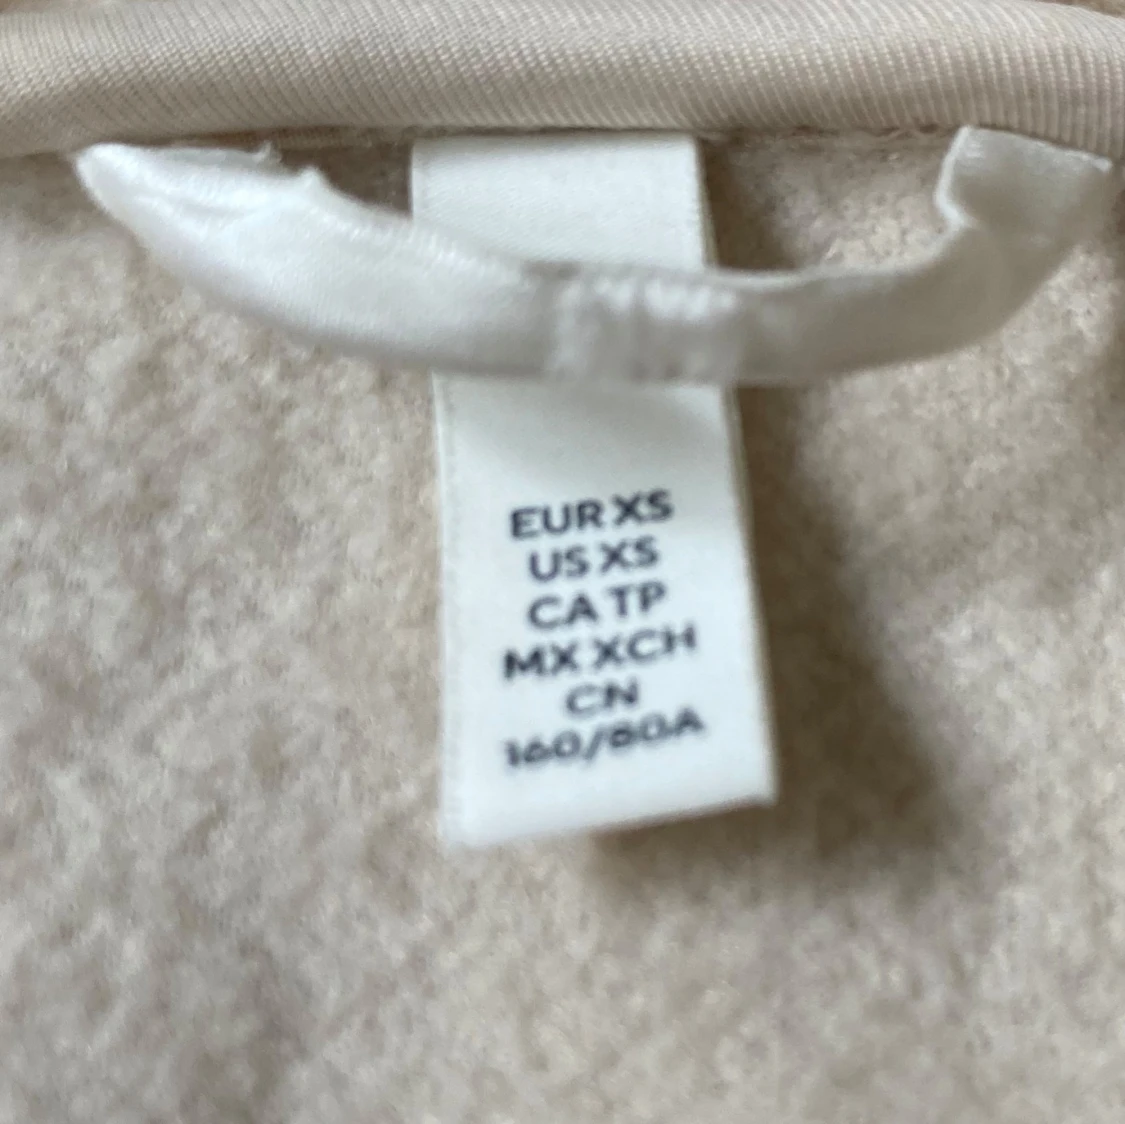 EUR XS
US XS
CA TP
MX XCH
CN
160/80A